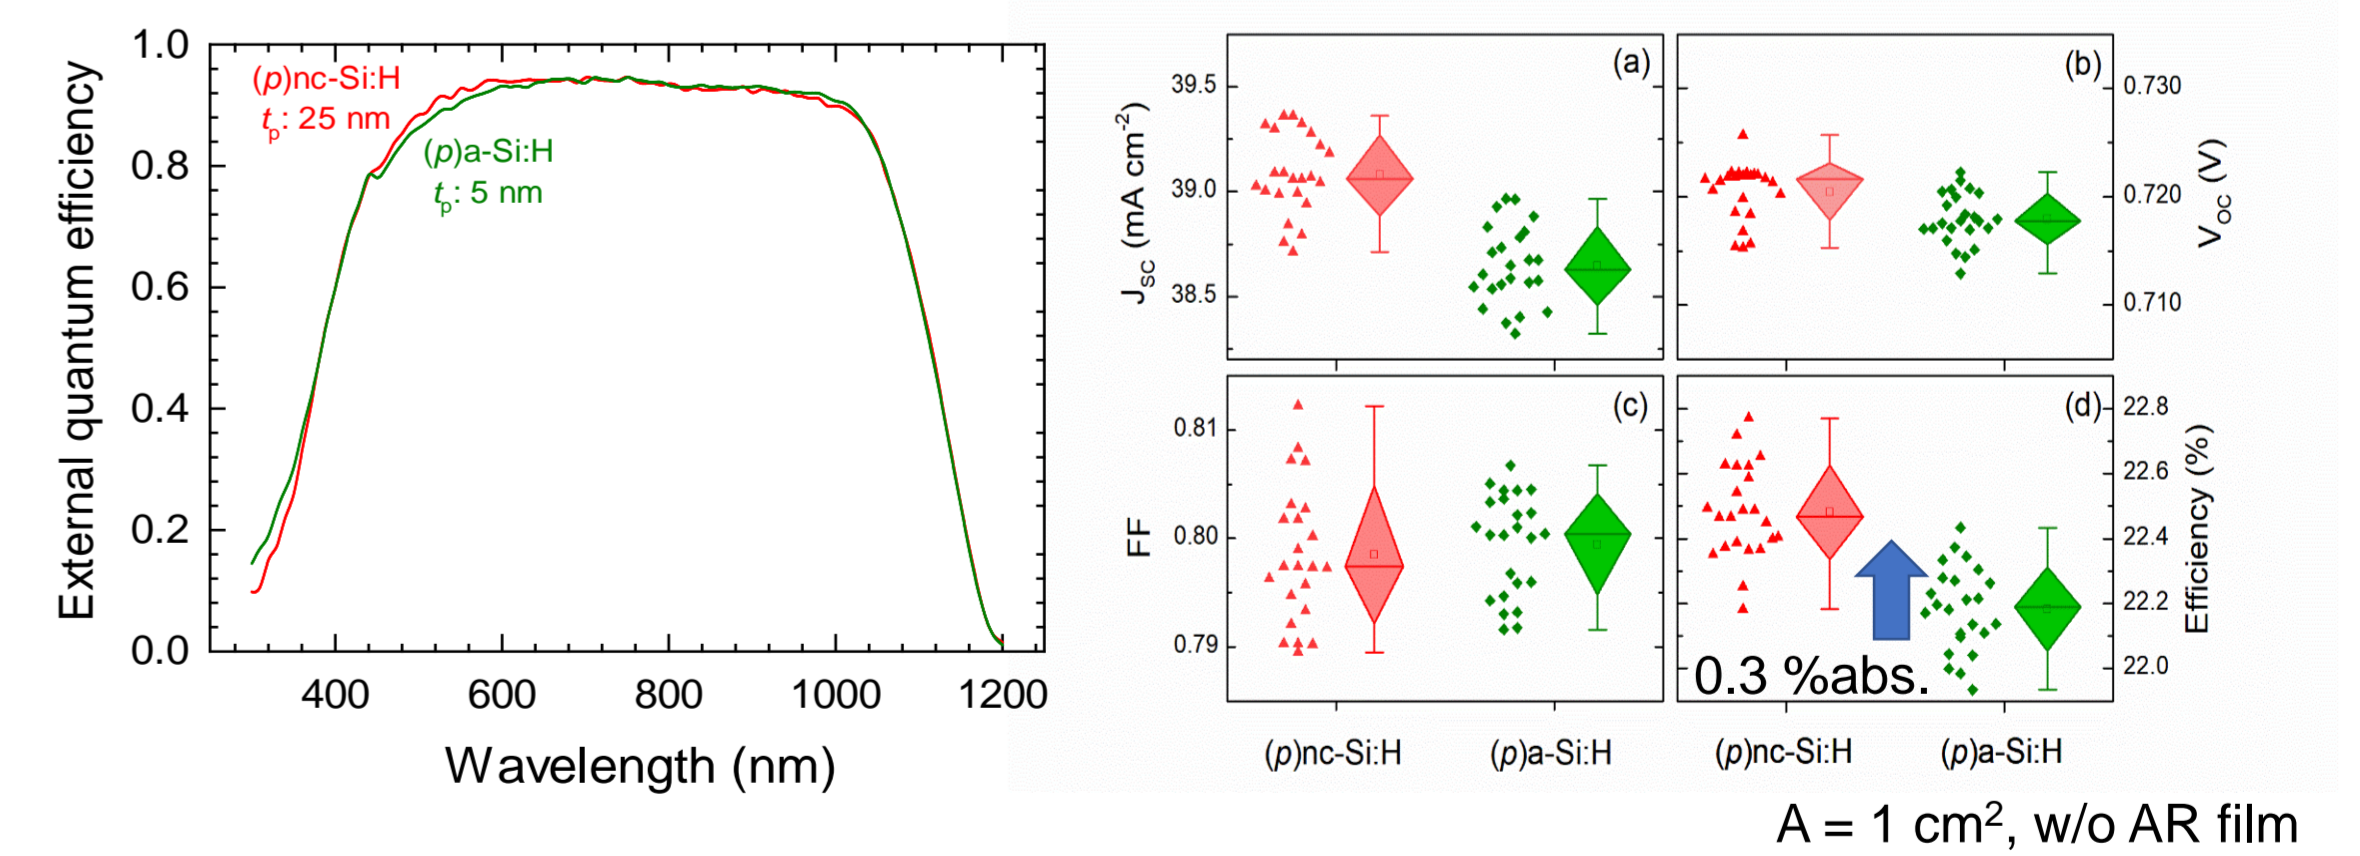 1.0
0.8
0.6
0.4
0.2
0.0
External quantum efficiency
(p)nc-Si:H
tp: 25 nm
(p)a-Si:H
tp: 5 nm
400 600 800 1000 1200
Wavelength (nm)
(a)
39.5
39.0
38.5
JSC (mA cm-2)
(b)
0.730
0.720
0.710
VOC (V)
(c)
0.81
0.80
0.79
FF
(d)
22.8
22.6
22.4
22.2
22.0
Efficiency (%)
0.3 %abs.
(p)nc-Si:H (p)a-Si:H (p)nc-Si:H (p)a-Si:H
A = 1 cm2, w/o AR film